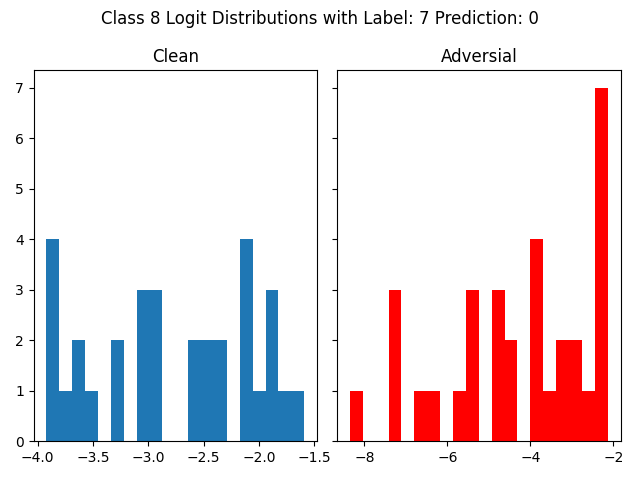 Class 8 Logit Distributions with Label: 7 Prediction: 0
Clean
Adversial
7
6
5
4
3
2
1
0
−4.0 −3.5 −3.0 −2.5 −2.0 −1.5
−8 −6 −4 −2